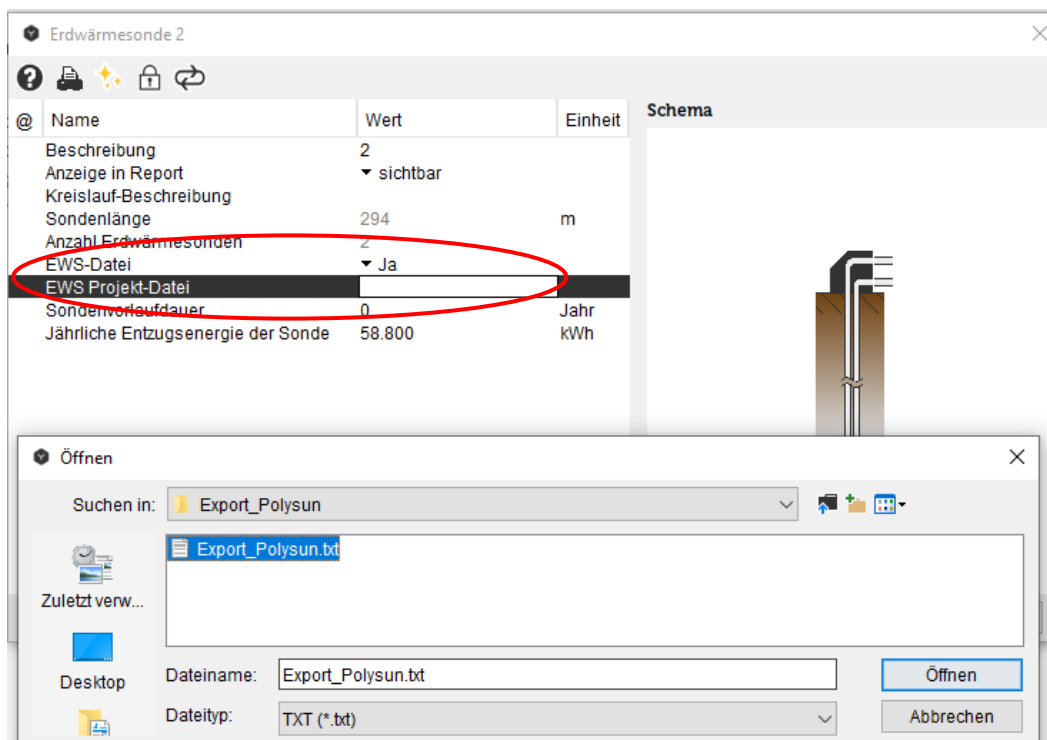 Erdwärmesonde 2
@ Name Wert Einheit
Schema
Beschreibung 2
Anzeige in Report sichtbar
Kreislauf-Beschreibung
Sondenlänge 294 m
Anzahl Erdwärmesonden 2
EWS-Datei Ja
EWS Projekt-Datei
Sondenvorlaufdauer 0 Jahr
Jährliche Entzugsenergie der Sonde 58.800 kWh
Öffnen
Suchen in: Export_Polysun
Export_Polysun.txt
Zuletzt verw...
Desktop
Dateiname: Export_Polysun.txt Öffnen
Dateityp: TXT (*.txt) Abbrechen